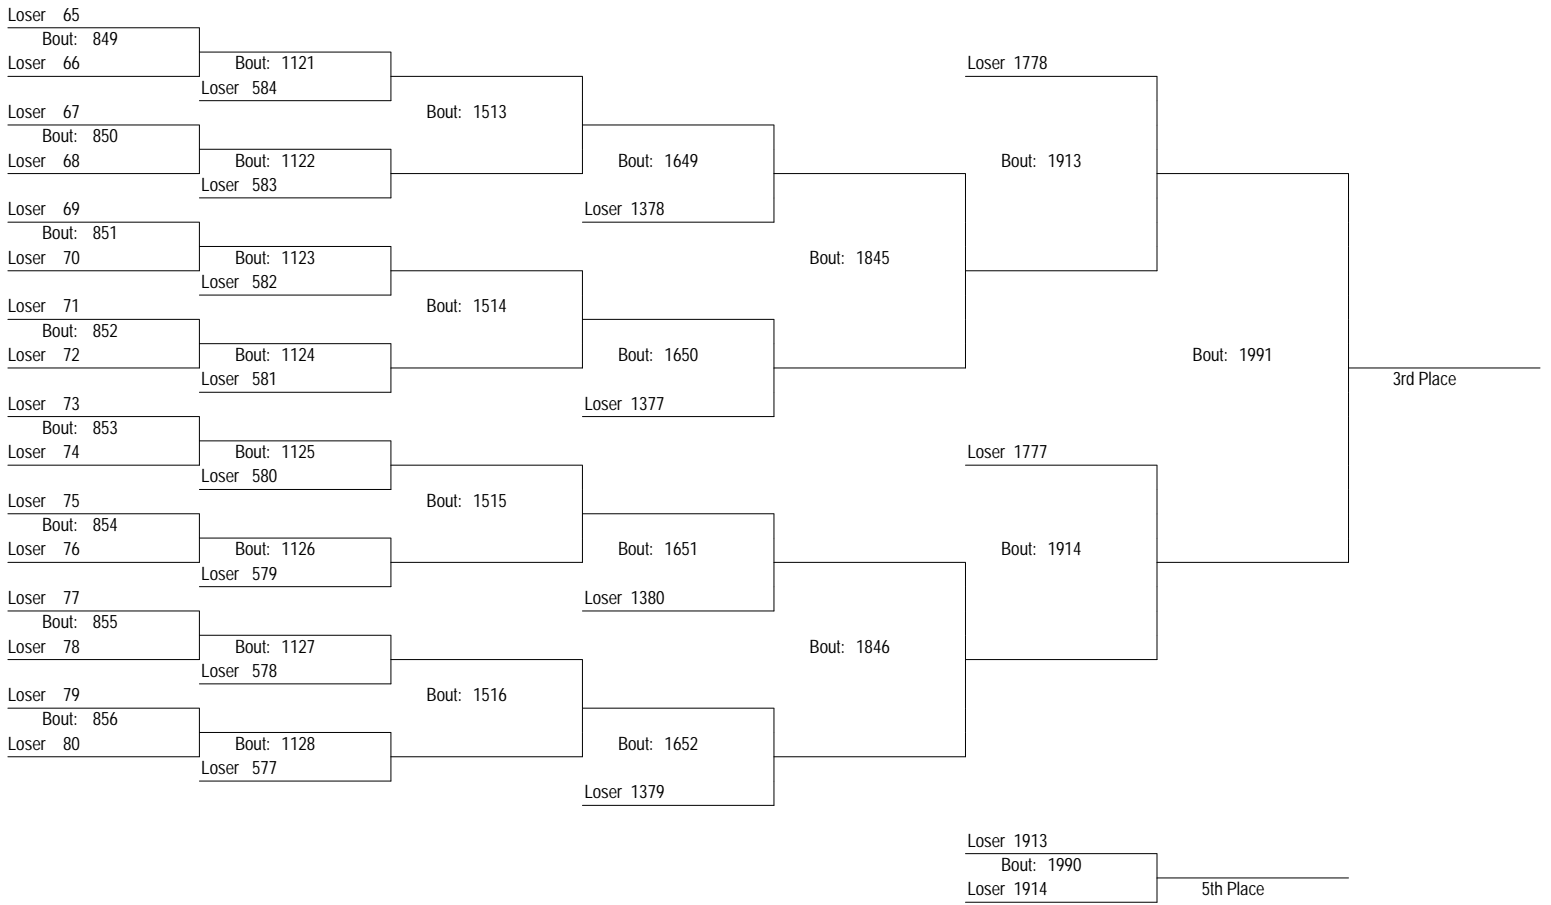 Loser 65
Bout: 849
Loser 66
Bout: 1121
Loser 584
Loser 1778
Loser 67
Bout: 850
Loser 68
Bout: 1513
Bout: 1122
Loser 583
Bout: 1649
Bout: 1913
Loser 69
Bout: 851
Loser 70
Loser 1378
Bout: 1123
Loser 582
Bout: 1845
Loser 71
Bout: 852
Loser 72
Bout: 1514
Bout: 1124
Loser 581
Bout: 1650
Bout: 1991
3rd Place
Loser 73
Bout: 853
Loser 74
Loser 1377
Bout: 1125
Loser 580
Loser 1777
Loser 75
Bout: 854
Loser 76
Bout: 1515
Bout: 1126
Loser 579
Bout: 1651
Bout: 1914
Loser 77
Bout: 855
Loser 78
Loser 1380
Bout: 1127
Loser 578
Bout: 1846
Loser 79
Bout: 856
Loser 80
Bout: 1516
Bout: 1128
Loser 577
Bout: 1652
Loser 1379
Loser 1913
Bout: 1990
Loser 1914
5th Place